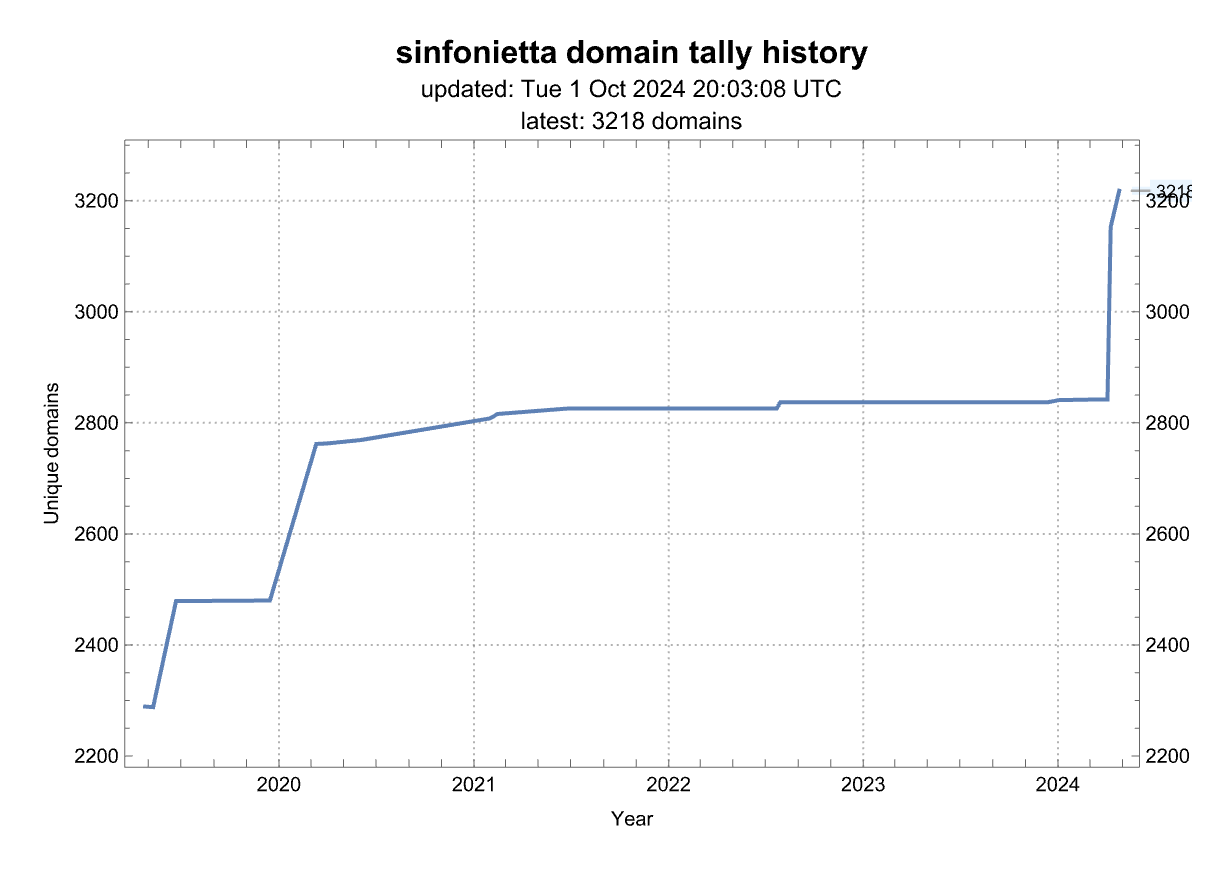 sinfonietta domain tally history
updated: Tue 1 Oct 2024 20:03:08 UTC
latest: 3218 domains
3218
3200 3200
3000 3000
2800 2800
2600 2600
2400 2400
2200 2200
Unique domains
2020 2021 2022 2023 2024
Year